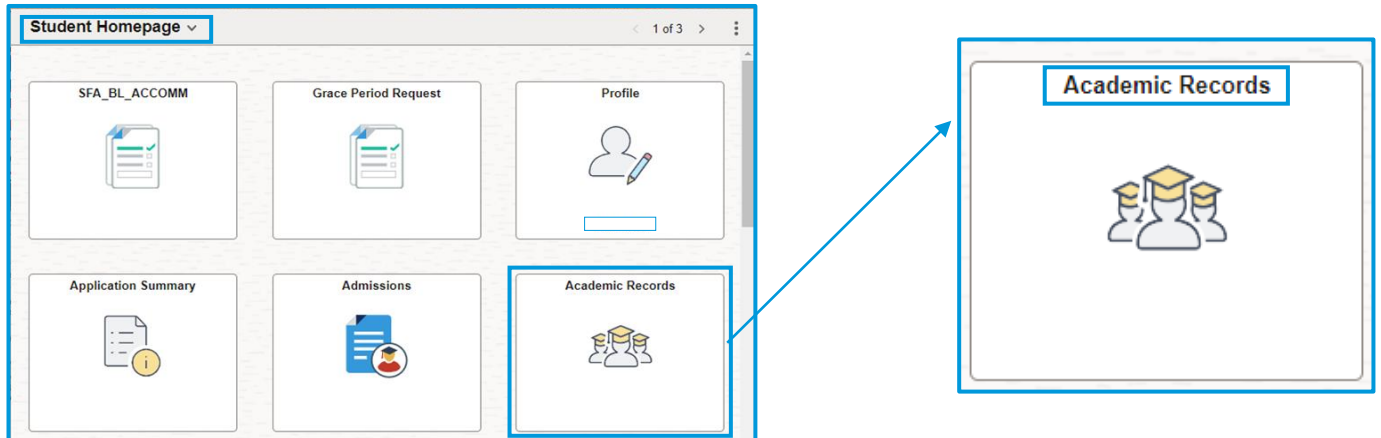 Student Homepage
1 of 3
SFA_BL_ACCOMM
Grace Period Request
Profile
Application Summary
Admissions
Academic Records
Academic Records